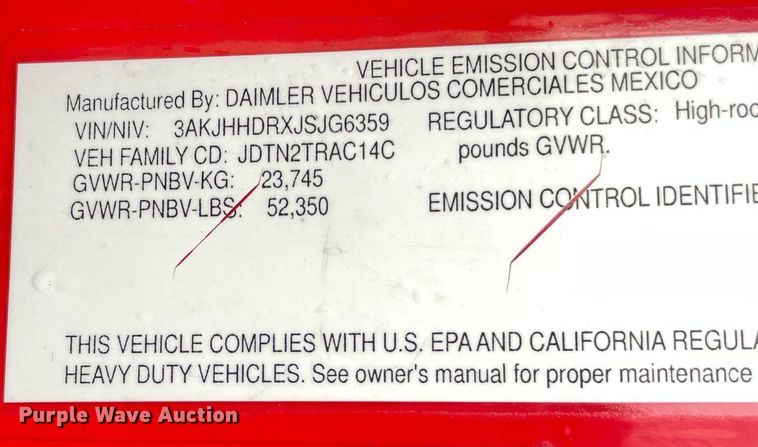 VEHICLE EMISSION CONTROL INFORM
Manufactured By: DAIMLER VEHICULOS COMERCIALES MEXICO
VIN/NIV: 3AKJHHDRXJSJG6359 REGULATORY CLASS: High-roo
VEH FAMILY CD: JDTN2TRAC14C pounds GVWR.
GVWR-PNBV-KG: 23,745
GVWR-PNBV-LBS: 52,350 EMISSION CONTROL IDENTIFIE
THIS VEHICLE COMPLIES WITH U.S. EPA AND CALIFORNIA REGULA
HEAVY DUTY VEHICLES. See owner's manual for proper maintenance
Purple Wave Auction